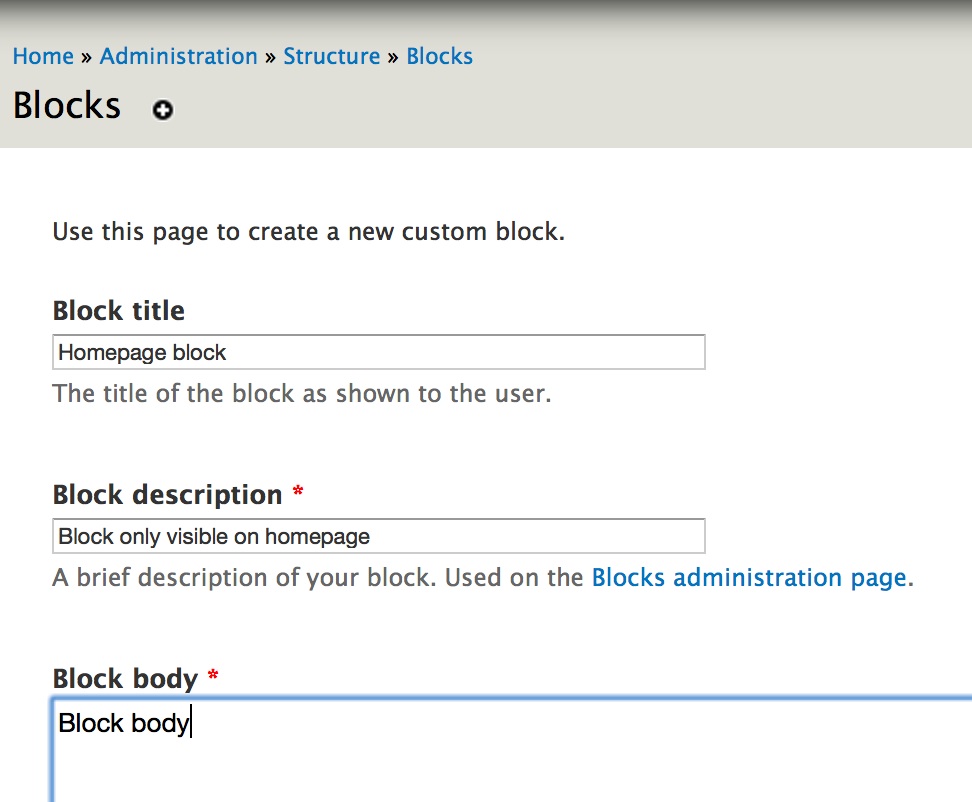 Home » Administration » Structure » Blocks
Blocks
Use this page to create a new custom block.
Block title
Homepage block
The title of the block as shown to the user.
Block description *
Block only visible on homepage
A brief description of your block. Used on the Blocks administration page.
Block body *
Block body